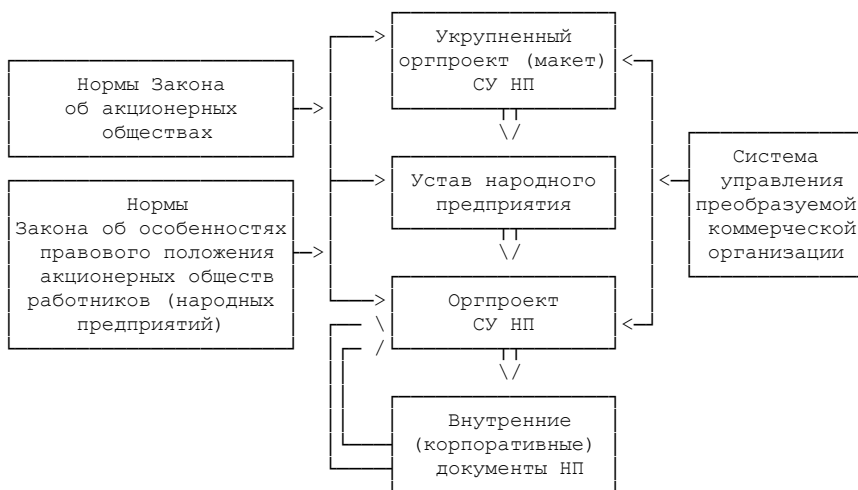 Укрупненный
оргпроект (макет)
СУ НП
Нормы Закона
об акционерных
обществах
Система
управления
преобразуемой
коммерческой
организации
Устав народного
предприятия
Нормы
Закона об особенностях
правового положения
акционерных обществ
работников (народных
предприятий)
Оргпроект
СУ НП
Внутренние
(корпоративные)
документы НП